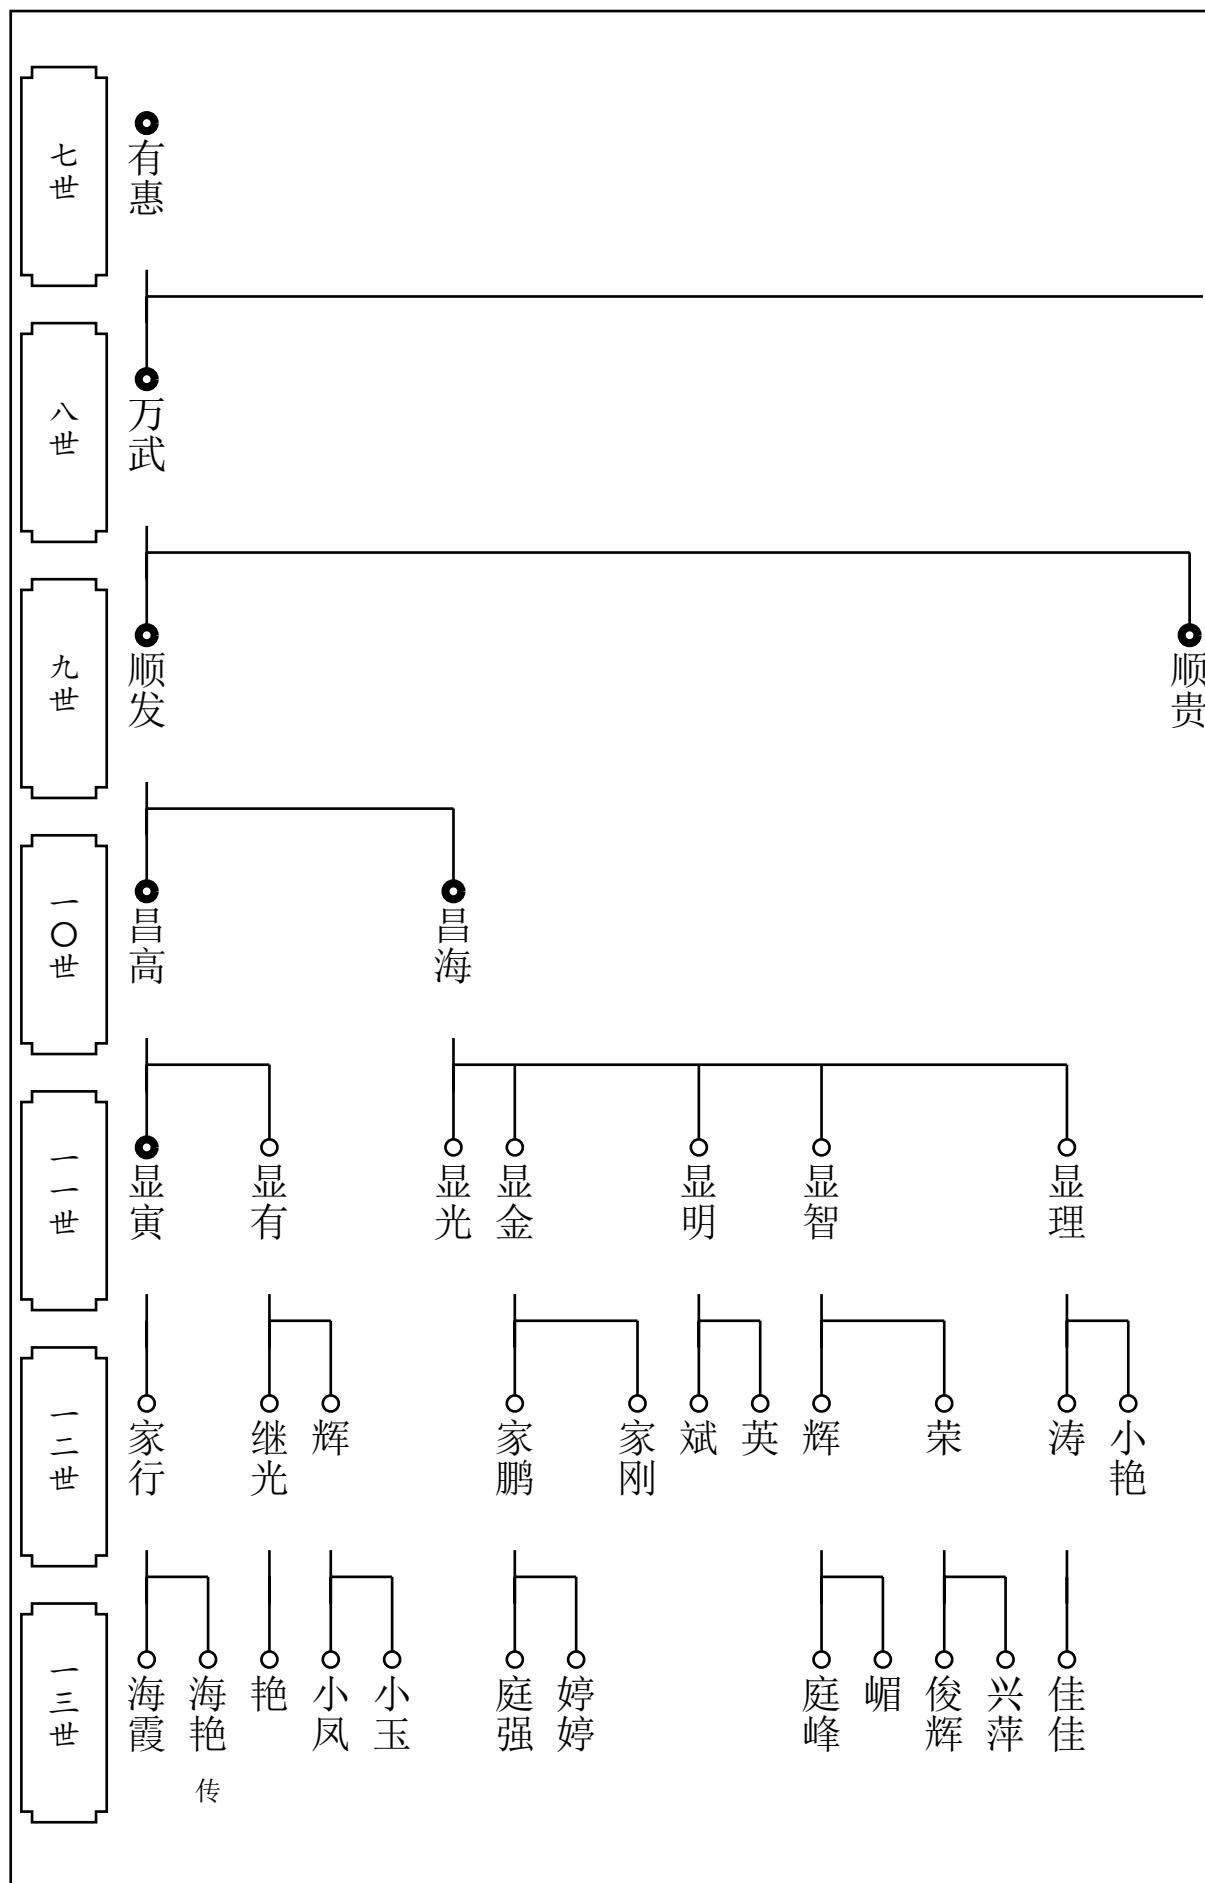 七世
有惠
八世
万武
九世
顺发
顺贵
一〇世
昌高
昌海
一一世
显寅
显有
显光
显金
显明
显智
显理
一二世
家行
继光
辉
家鹏
家刚
斌
英
辉
荣
涛
小艳
一三世
海霞
海艳
传
艳
小凤
小玉
庭强
婷婷
庭峰
嵋
俊辉
兴萍
佳佳